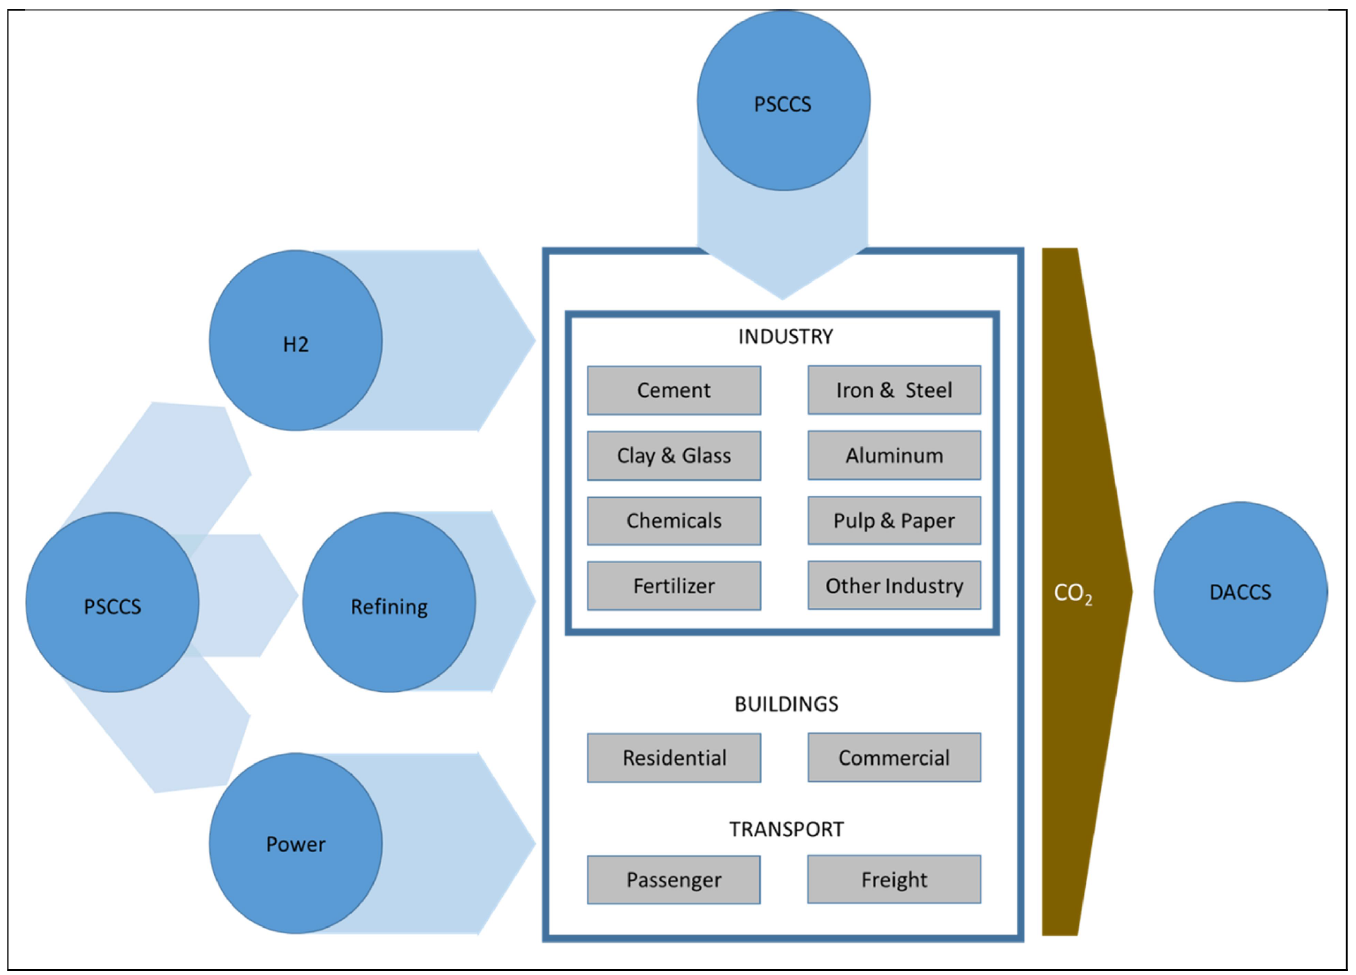 PSCCS
H2
PSCCS
Refining
Power
INDUSTRY
Cement
Iron & Steel
Clay & Glass
Aluminum
Chemicals
Pulp & Paper
Fertilizer
Other Industry
BUILDINGS
Residential
Commercial
TRANSPORT
Passenger
Freight
CO₂
DACCS